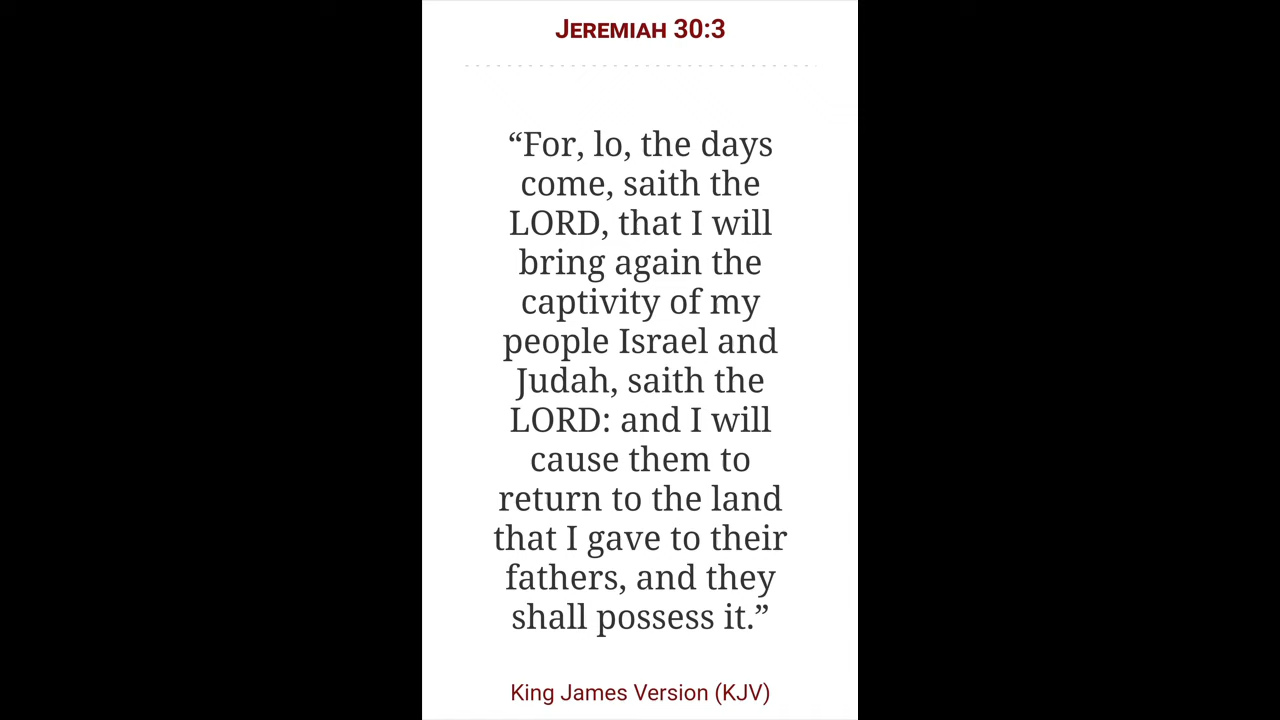 Jeremiah 30:3
“For, lo, the days
come, saith the
LORD, that I will
bring again the
captivity of my
people Israel and
Judah, saith the
LORD: and I will
cause them to
return to the land
that I gave to their
fathers, and they
shall possess it.”
King James Version (KJV)